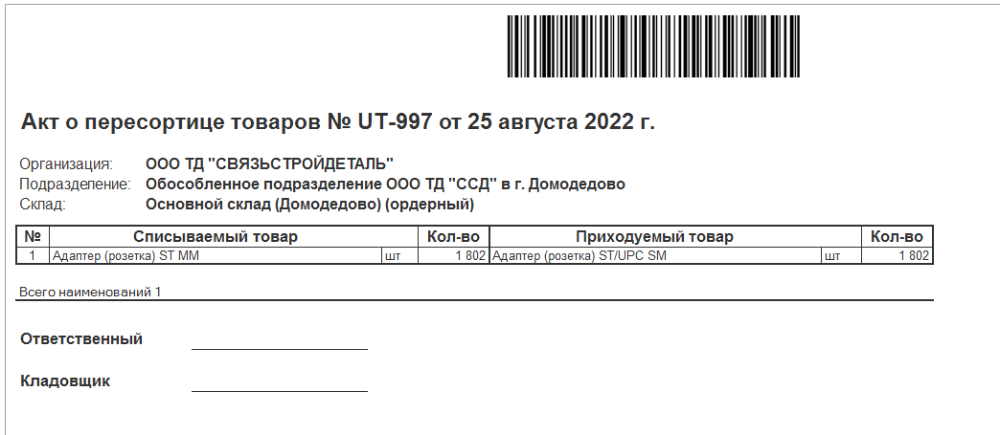 Акт о пересортице товаров № UT-997 от 25 августа 2022 г.
Организация: ООО ТД "СВЯЗЬСТРОЙДЕТАЛЬ"
Подразделение: Обособленное подразделение ООО ТД "ССД" в г. Домодедово
Склад: Основной склад (Домодедово) (ордерный)
№ Списываемый товар Кол-во Приходуемый товар Кол-во
1 Адаптер (розетка) ST MM шт 1 802 Адаптер (розетка) ST/UPC SM шт 1 802
Всего наименований 1
Ответственный
Кладовщик